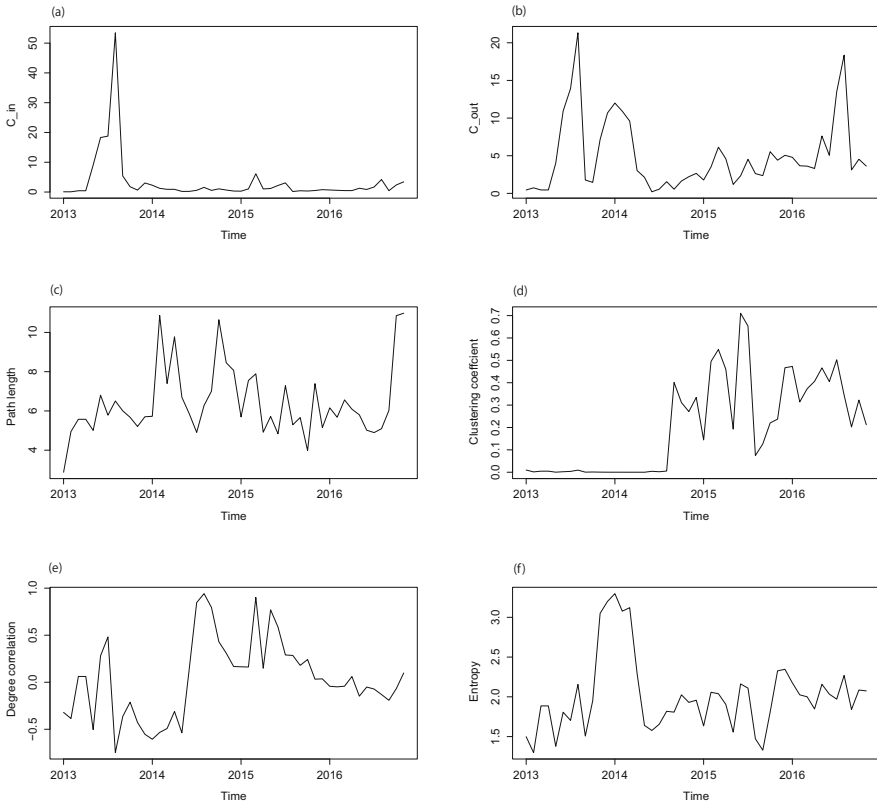 (a)
C_in
0 10 20 30 40 50
2013 2014 2015 2016
Time
(b)
C_out
0 5 10 15 20
2013 2014 2015 2016
Time
(c)
Path length
4 6 8 10
2013 2014 2015 2016
Time
(d)
Clustering coeffcient
0.0 0.1 0.2 0.3 0.4 0.5 0.6 0.7
2013 2014 2015 2016
Time
(e)
Degree correlation
−0.5 0.0 0.5 1.0
2013 2014 2015 2016
Time
(f)
Entropy
1.5 2.0 2.5 3.0
2013 2014 2015 2016
Time